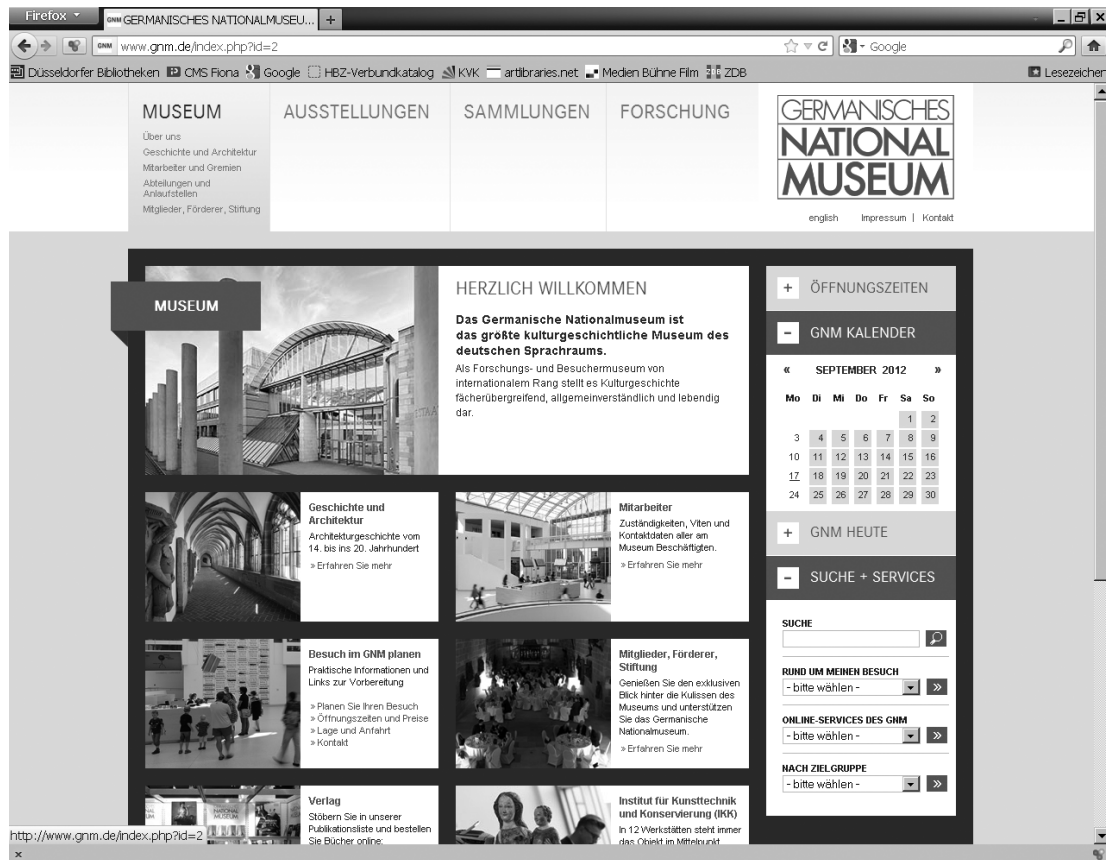 Firefox
GNM GERMANISCHES NATIONALMUSEU... +
GNM www.gnm.de/index.php?id=2
Google
Düsseldorfer Bibliotheken CMS Fiona Google HBZ-Verbundkatalog KVK artlibraries.net Medien Bühne Film ZDB Lesezeichen
MUSEUM
Über uns
Geschichte und Architektur
Mitarbeiter und Gremien
Abteilungen und
Anlaufstellen
Mitglieder, Förderer, Stiftung
AUSSTELLUNGEN
SAMMLUNGEN
FORSCHUNG
GERMANISCHES
NATIONAL
MUSEUM
english Impressum | Kontakt
MUSEUM
HERZLICH WILLKOMMEN
Das Germanische Nationalmuseum ist
das größte kulturgeschichtliche Museum des
deutschen Sprachraums.
Als Forschungs- und Besuchermuseum von
internationalem Rang stellt es Kulturgeschichte
fächerübergreifend, allgemeinverständlich und lebendig
dar.
Geschichte und
Architektur
Architekturgeschichte vom
14. bis ins 20. Jahrhundert
» Erfahren Sie mehr
Mitarbeiter
Zuständigkeiten, Viten und
Kontaktdaten aller am
Museum Beschäftigten.
» Erfahren Sie mehr
Besuch im GNM planen
Praktische Informationen und
Links zur Vorbereitung
» Planen Sie Ihren Besuch
» Öffnungszeiten und Preise
» Lage und Anfahrt
» Kontakt
Mitglieder, Förderer,
Stiftung
Genießen Sie den exklusiven
Blick hinter die Kulissen des
Museums und unterstützen
Sie das Germanische
Nationalmuseum.
» Erfahren Sie mehr
Verlag
Stöbern Sie in unserer
Publikationsliste und bestellen
Sie Bücher online:
Institut für Kunsttechnik
und Konservierung (IKK)
In 12 Werkstätten steht immer
das Objekt im Mittelpunkt
+ ÖFFNUNGSZEITEN
- GNM KALENDER
« SEPTEMBER 2012 »
Mo Di Mi Do Fr Sa So
1 2
3 4 5 6 7 8 9
10 11 12 13 14 15 16
17 18 19 20 21 22 23
24 25 26 27 28 29 30
+ GNM HEUTE
- SUCHE + SERVICES
SUCHE
RUND UM MEINEN BESUCH
- bitte wählen - »
ONLINE-SERVICES DES GNM
- bitte wählen - »
NACH ZIELGRUPPE
- bitte wählen - »
http://www.gnm.de/index.php?id=2
x